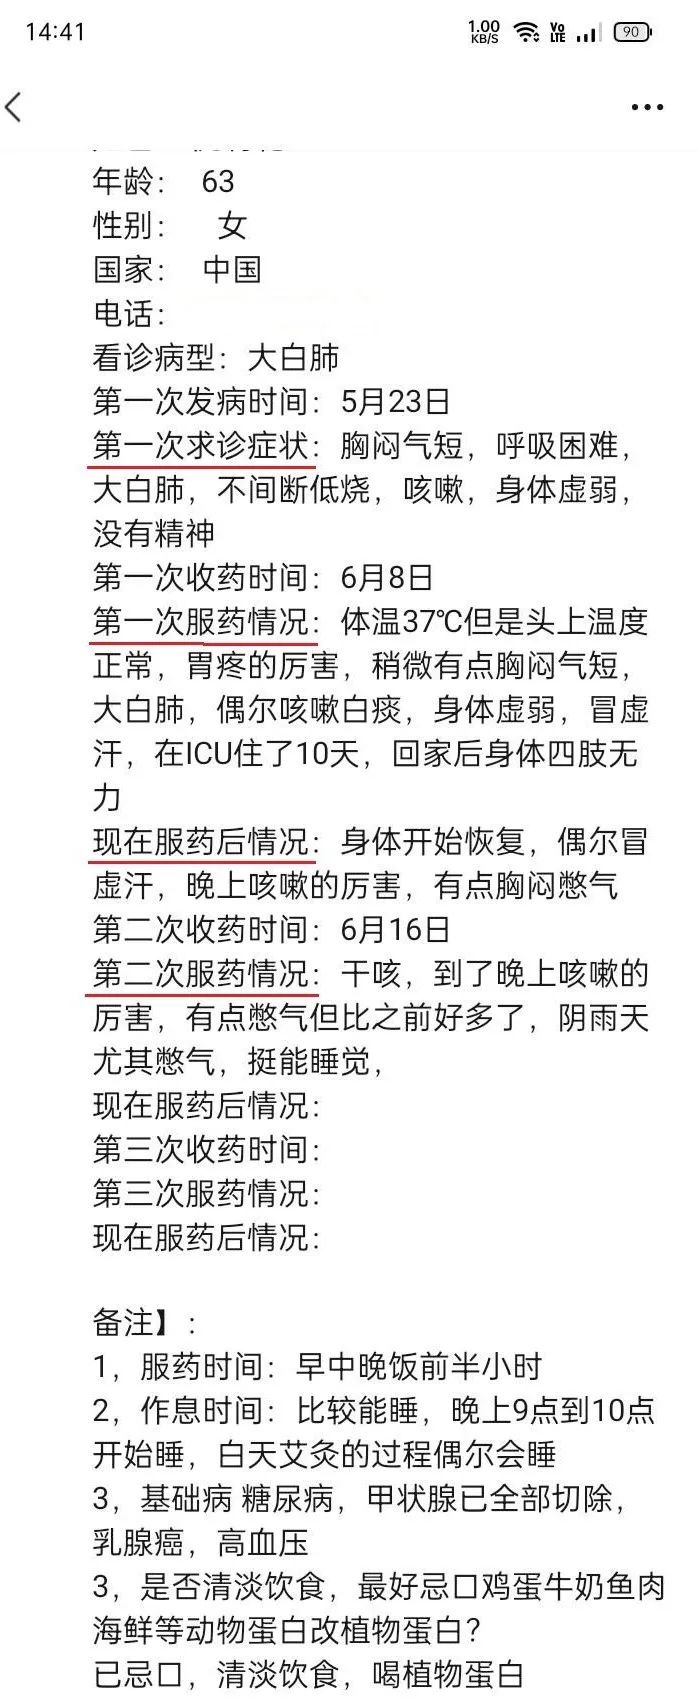 14:41
1.00 KB/S
Vo LTE
90
年龄： 63
性别： 女
国家： 中国
电话：
看诊病型：大白肺
第一次发病时间：5月23日
第一次求诊症状：胸闷气短，呼吸困难，
大白肺，不间断低烧，咳嗽，身体虚弱，
没有精神
第一次收药时间：6月8日
第一次服药情况：体温37℃但是头上温度
正常，胃疼的厉害，稍微有点胸闷气短，
大白肺，偶尔咳嗽白痰，身体虚弱，冒虚
汗，在ICU住了10天，回家后身体四肢无
力
现在服药后情况：身体开始恢复，偶尔冒
虚汗，晚上咳嗽的厉害，有点胸闷憋气
第二次收药时间：6月16日
第二次服药情况：干咳，到了晚上咳嗽的
厉害，有点憋气但比之前好多了，阴雨天
尤其憋气，挺能睡觉，
现在服药后情况：
第三次收药时间：
第三次服药情况：
现在服药后情况：
备注】：
1，服药时间：早中晚饭前半小时
2，作息时间：比较能睡，晚上9点到10点
开始睡，白天艾灸的过程偶尔会睡
3，基础病 糖尿病，甲状腺已全部切除，
乳腺癌，高血压
3，是否清淡饮食，最好忌口鸡蛋牛奶鱼肉
海鲜等动物蛋白改植物蛋白？
已忌口，清淡饮食，喝植物蛋白